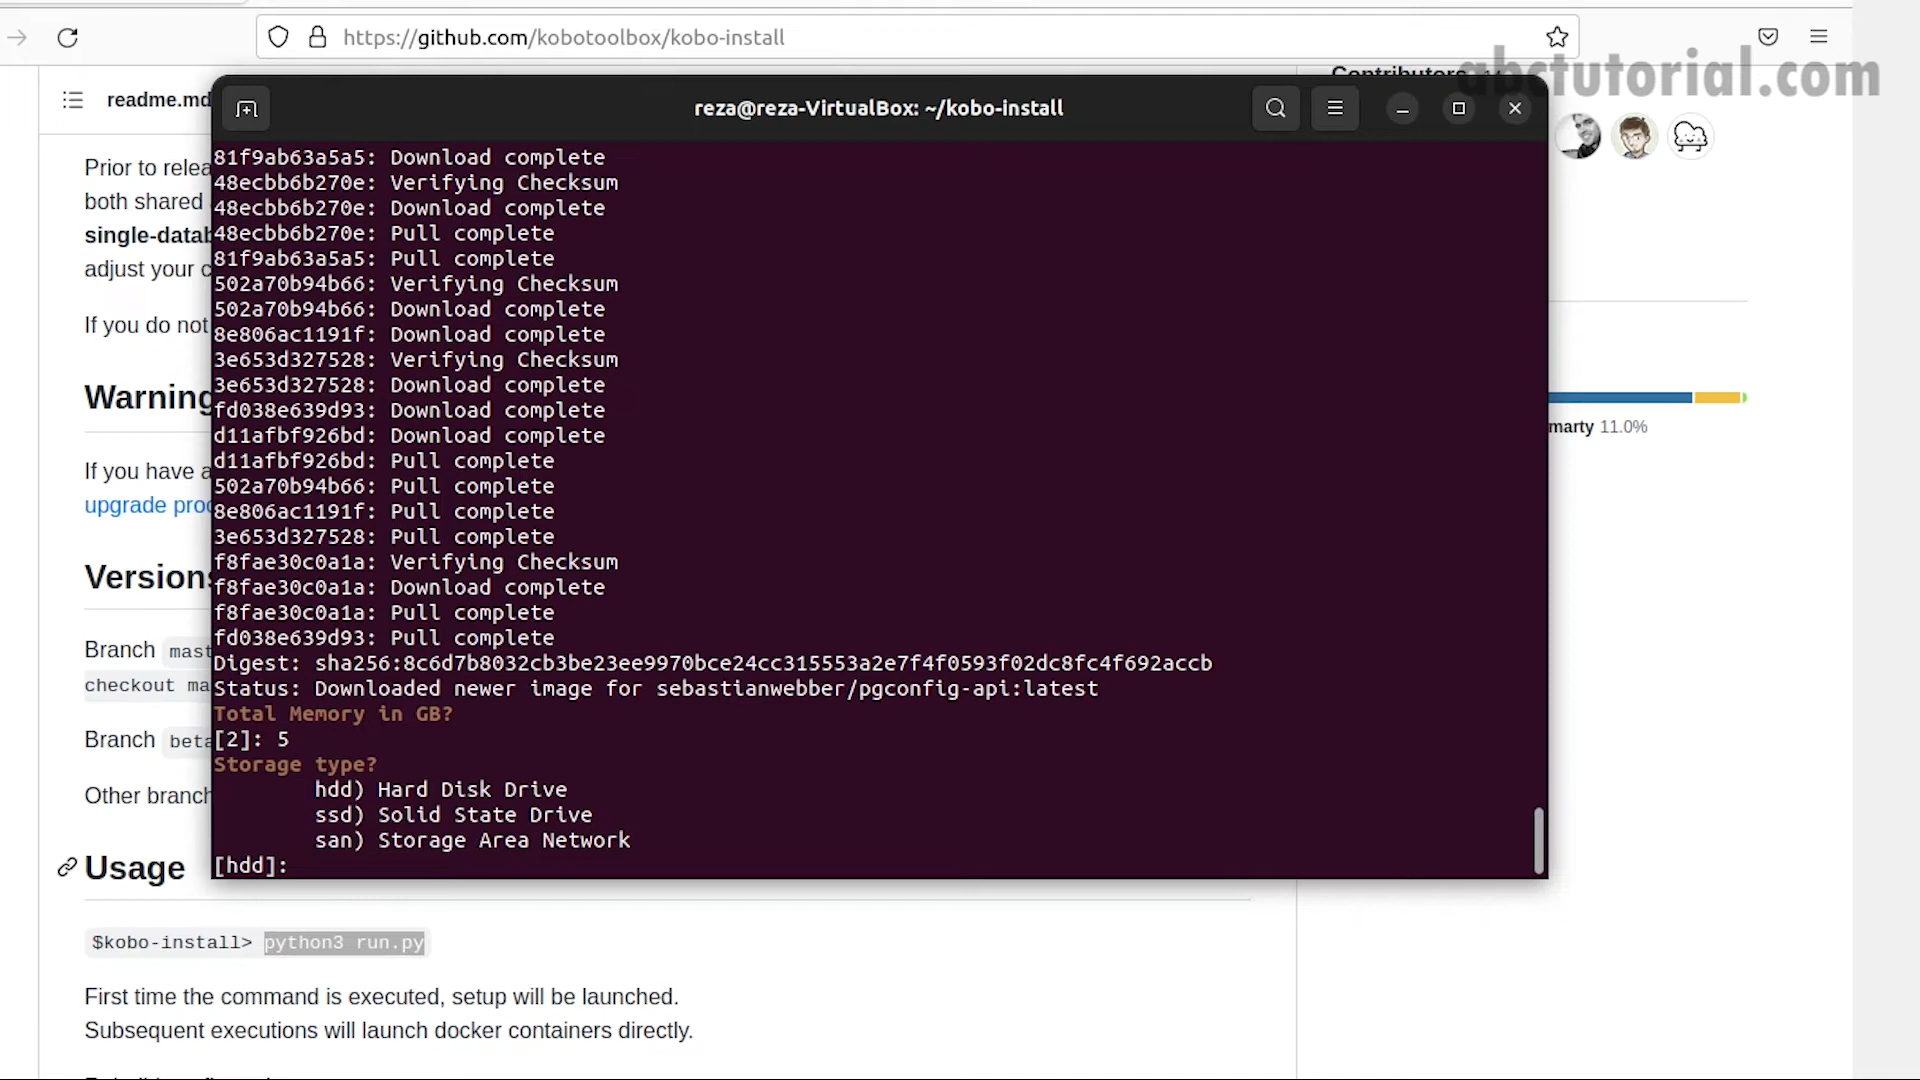 https://github.com/kobotoolbox/kobo-install
abctutorial.com
readme.md
reza@reza-VirtualBox: ~/kobo-install
Prior to relea
both shared
single-datab
adjust your c
If you do not
Warning
If you have a
upgrade proc
Versions
Branch mast
checkout ma
Branch beta
Other branch
81f9ab63a5a5: Download complete
48ecbb6b270e: Verifying Checksum
48ecbb6b270e: Download complete
48ecbb6b270e: Pull complete
81f9ab63a5a5: Pull complete
502a70b94b66: Verifying Checksum
502a70b94b66: Download complete
8e806ac1191f: Download complete
3e653d327528: Verifying Checksum
3e653d327528: Download complete
fd038e639d93: Download complete
d11afbf926bd: Download complete
d11afbf926bd: Pull complete
502a70b94b66: Pull complete
8e806ac1191f: Pull complete
3e653d327528: Pull complete
f8fae30c0a1a: Verifying Checksum
f8fae30c0a1a: Download complete
f8fae30c0a1a: Pull complete
fd038e639d93: Pull complete
Digest: sha256:8c6d7b8032cb3be23ee9970bce24cc315553a2e7f4f0593f02dc8fc4f692accb
Status: Downloaded newer image for sebastianwebber/pgconfig-api:latest
Total Memory in GB?
[2]: 5
Storage type?
hdd) Hard Disk Drive
ssd) Solid State Drive
san) Storage Area Network
[hdd]:
marty 11.0%
Usage
$kobo-install> python3 run.py
First time the command is executed, setup will be launched.
Subsequent executions will launch docker containers directly.